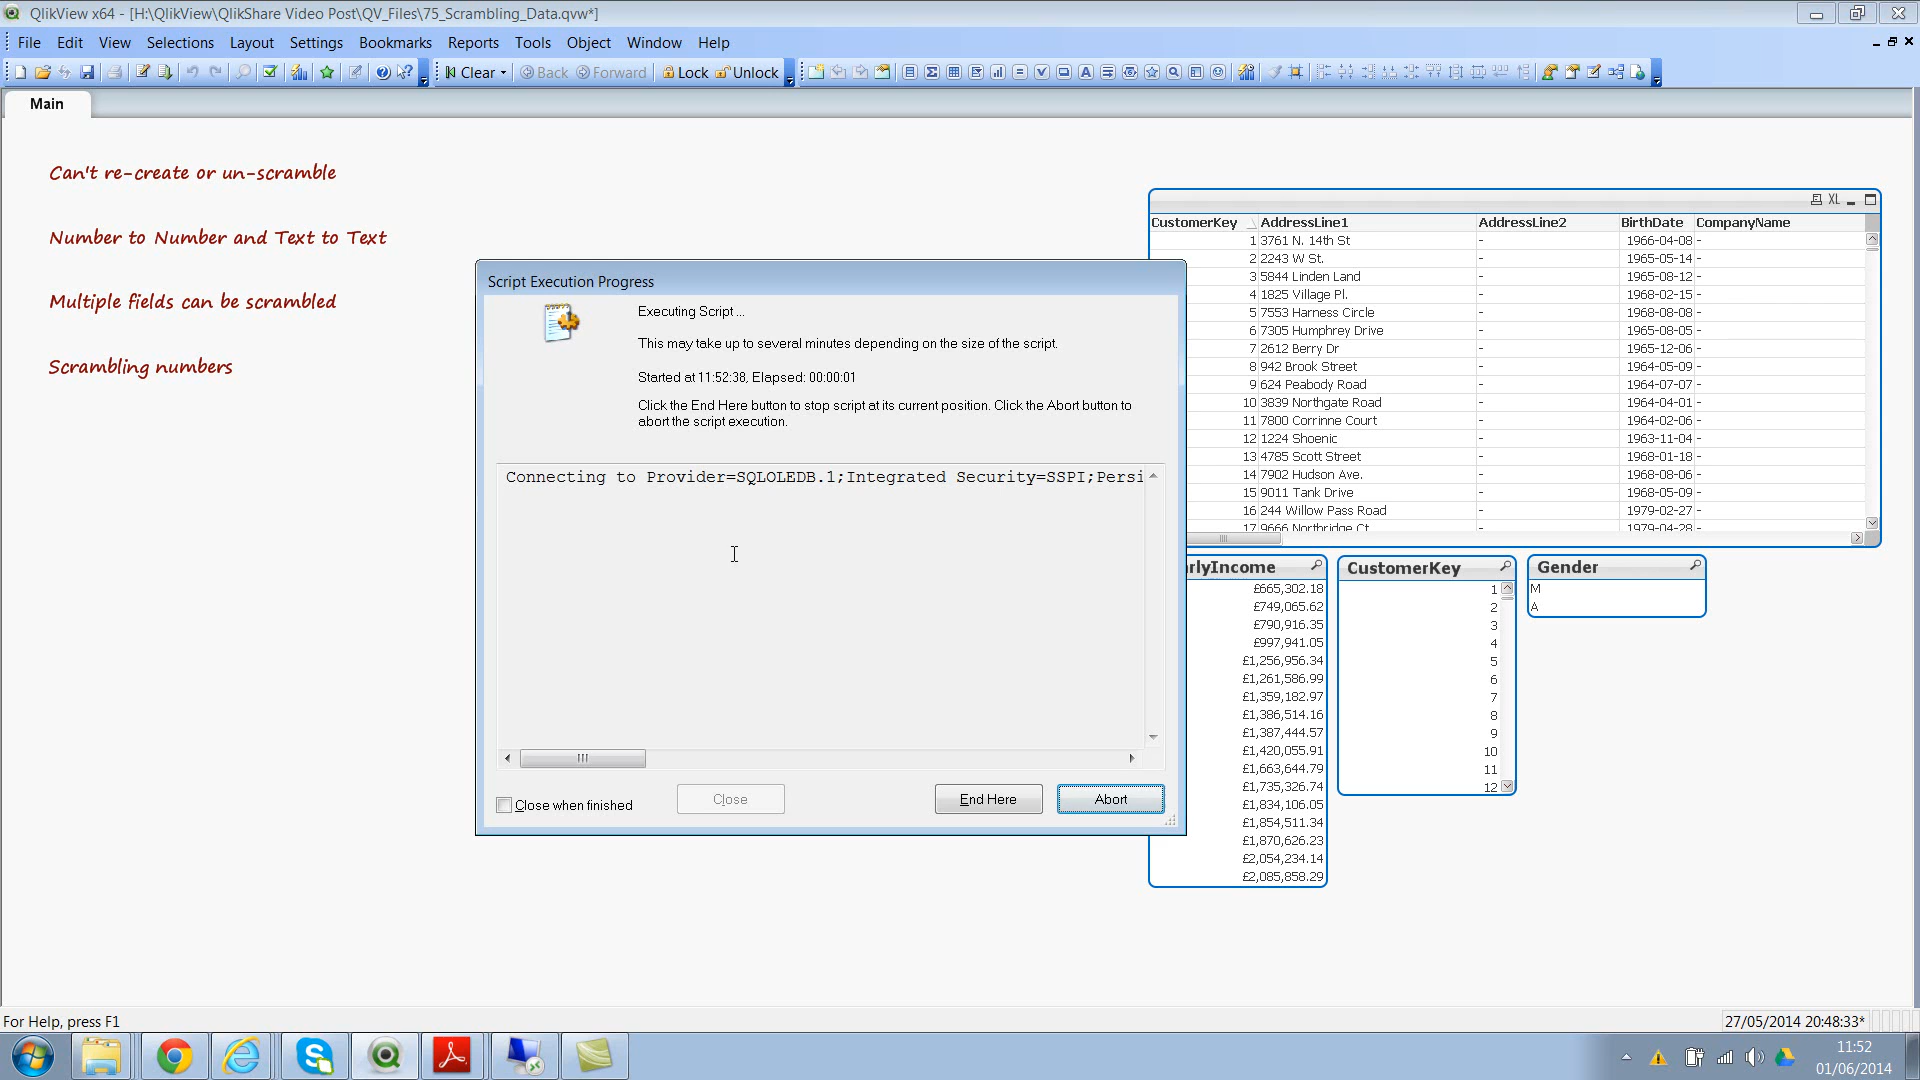 QlikView x64 - [H:\QlikView\QlikShare Video Post\QV_Files\75_Scrambling_Data.qvw*]
File Edit View Selections Layout Settings Bookmarks Reports Tools Object Window Help
Clear Back Forward Lock Unlock
Main
Can't re-create or un-scramble
Number to Number and Text to Text
Multiple fields can be scrambled
Scrambling numbers
XL
CustomerKey AddressLine1 AddressLine2 BirthDate CompanyName
1 3761 N. 14th St - 1966-04-08 -
2 2243 W St. - 1965-05-14 -
3 5844 Linden Land - 1965-08-12 -
4 1825 Village Pl. - 1968-02-15 -
5 7553 Harness Circle - 1968-08-08 -
6 7305 Humphrey Drive - 1965-08-05 -
7 2612 Berry Dr - 1965-12-06 -
8 942 Brook Street - 1964-05-09 -
9 624 Peabody Road - 1964-07-07 -
10 3839 Northgate Road - 1964-04-01 -
11 7800 Corrinne Court - 1964-02-06 -
12 1224 Shoenic - 1963-11-04 -
13 4785 Scott Street - 1968-01-18 -
14 7902 Hudson Ave. - 1968-08-06 -
15 9011 Tank Drive - 1968-05-09 -
16 244 Willow Pass Road - 1979-02-27 -
17 9666 Northridge Ct. - 1979-04-28 -
Script Execution Progress
Executing Script ...
This may take up to several minutes depending on the size of the script.
Started at 11:52:38, Elapsed: 00:00:01
Click the End Here button to stop script at its current position. Click the Abort button to
abort the script execution.
Connecting to Provider=SQLOLEDB.1;Integrated Security=SSPI;Persi
Close when finished Close End Here Abort
rlyIncome
£665,302.18
£749,065.62
£790,916.35
£997,941.05
£1,256,956.34
£1,261,586.99
£1,359,182.97
£1,386,514.16
£1,387,444.57
£1,420,055.91
£1,663,644.79
£1,735,326.74
£1,834,106.05
£1,854,511.34
£1,870,626.23
£2,054,234.14
£2,085,858.29
CustomerKey
1
2
3
4
5
6
7
8
9
10
11
12
Gender
M
A
For Help, press F1
27/05/2014 20:48:33*
11:52
01/06/2014